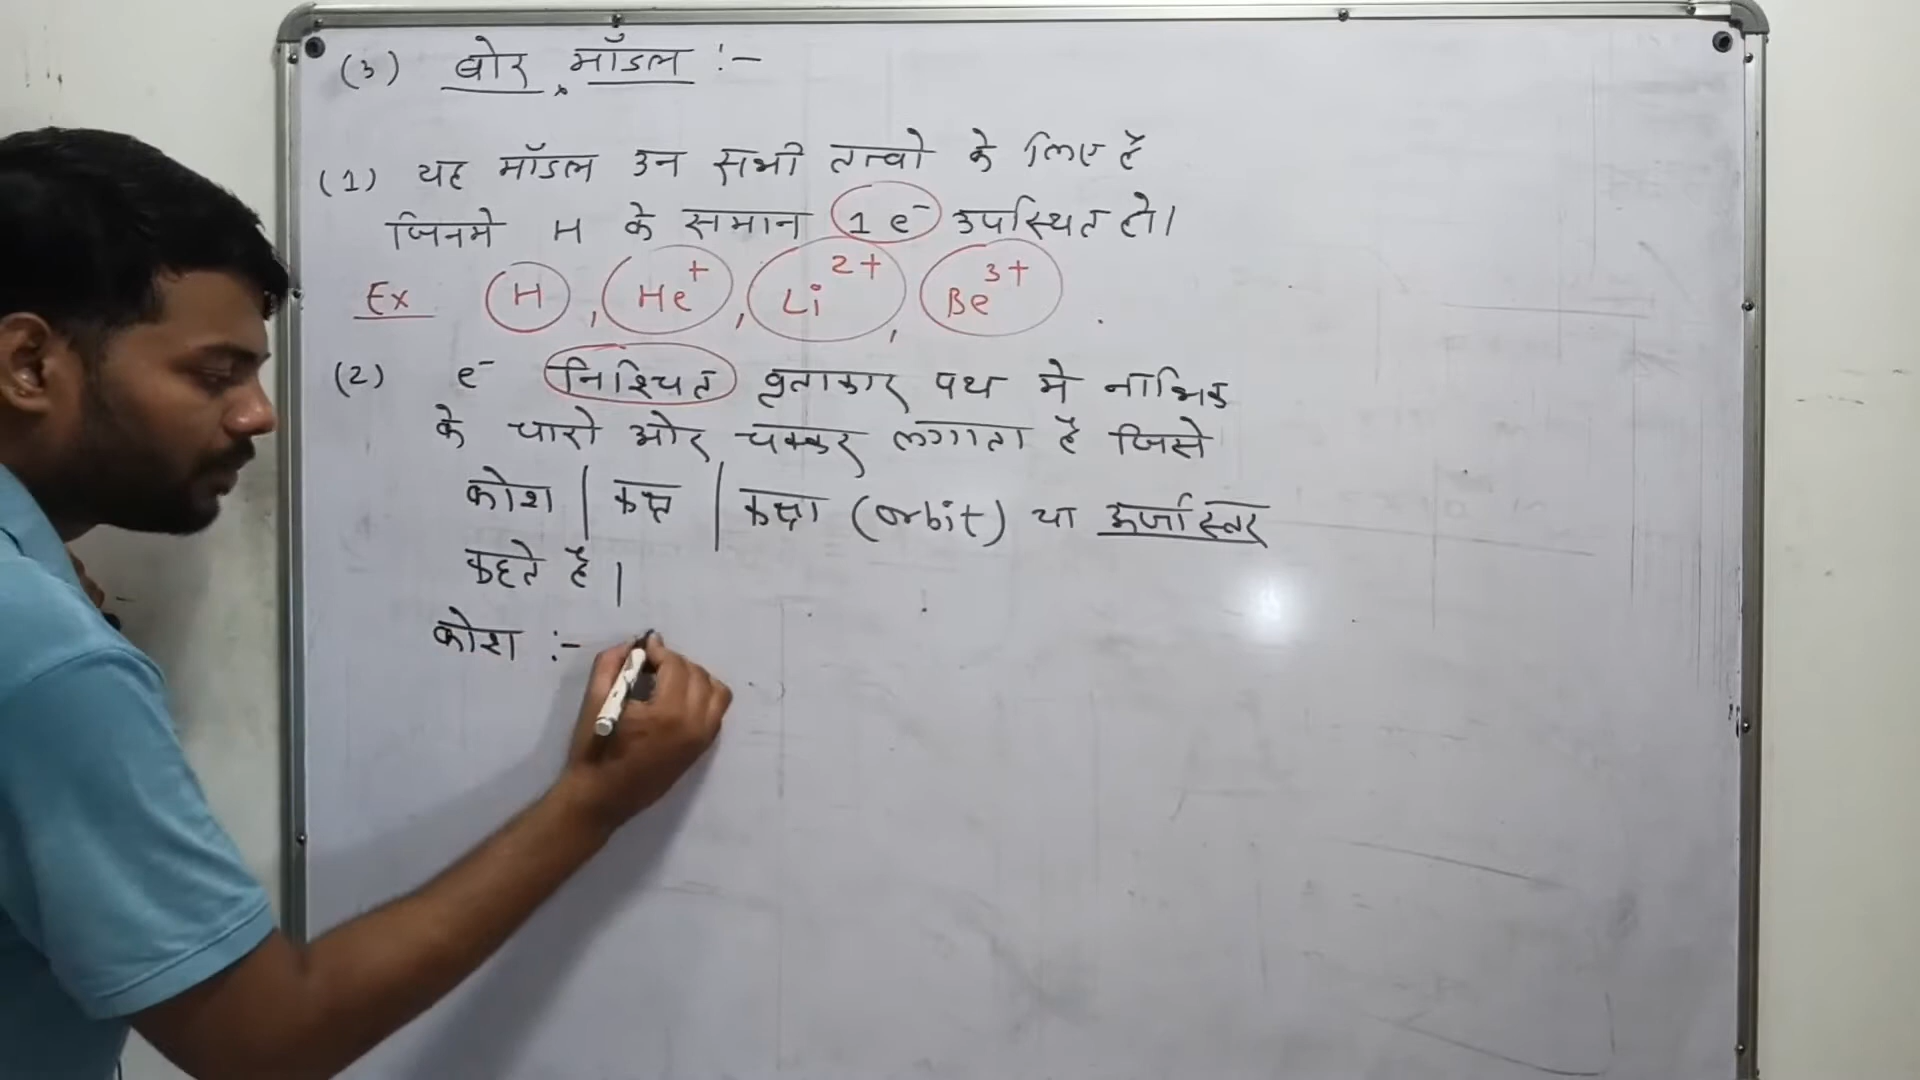 (3) बोर मॉडल :-
(1) यह मॉडल उन सभी तत्वो के लिए है
जिनमे H के समान 1 e⁻ उपस्थित हो।
Ex H , He⁺ , Li²⁺ , Be³⁺
(2) e⁻ निश्चित वृताकार पथ मे नाभिक
के चारो ओर चक्कर लगाता है जिसे
कोश | कक्ष | कक्षा (orbit) या ऊर्जा स्तर
कहते है |
कोश :-